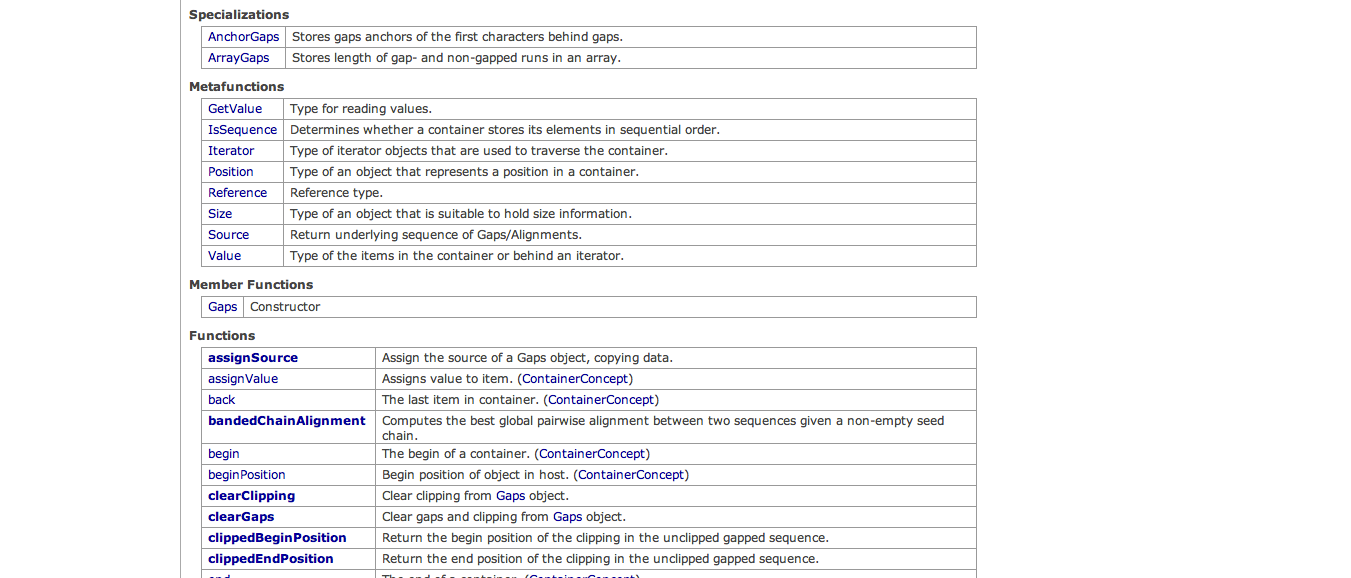 Specializations
AnchorGaps Stores gaps anchors of the first characters behind gaps.
ArrayGaps Stores length of gap- and non-gapped runs in an array.
Metafunctions
GetValue Type for reading values.
IsSequence Determines whether a container stores its elements in sequential order.
Iterator Type of iterator objects that are used to traverse the container.
Position Type of an object that represents a position in a container.
Reference Reference type.
Size Type of an object that is suitable to hold size information.
Source Return underlying sequence of Gaps/Alignments.
Value Type of the items in the container or behind an iterator.
Member Functions
Gaps Constructor
Functions
assignSource Assign the source of a Gaps object, copying data.
assignValue Assigns value to item. (ContainerConcept)
back The last item in container. (ContainerConcept)
bandedChainAlignment Computes the best global pairwise alignment between two sequences given a non-empty seed
chain.
begin The begin of a container. (ContainerConcept)
beginPosition Begin position of object in host. (ContainerConcept)
clearClipping Clear clipping from Gaps object.
clearGaps Clear gaps and clipping from Gaps object.
clippedBeginPosition Return the begin position of the clipping in the unclipped gapped sequence.
clippedEndPosition Return the end position of the clipping in the unclipped gapped sequence.
end The end of a container. (ContainerConcept)